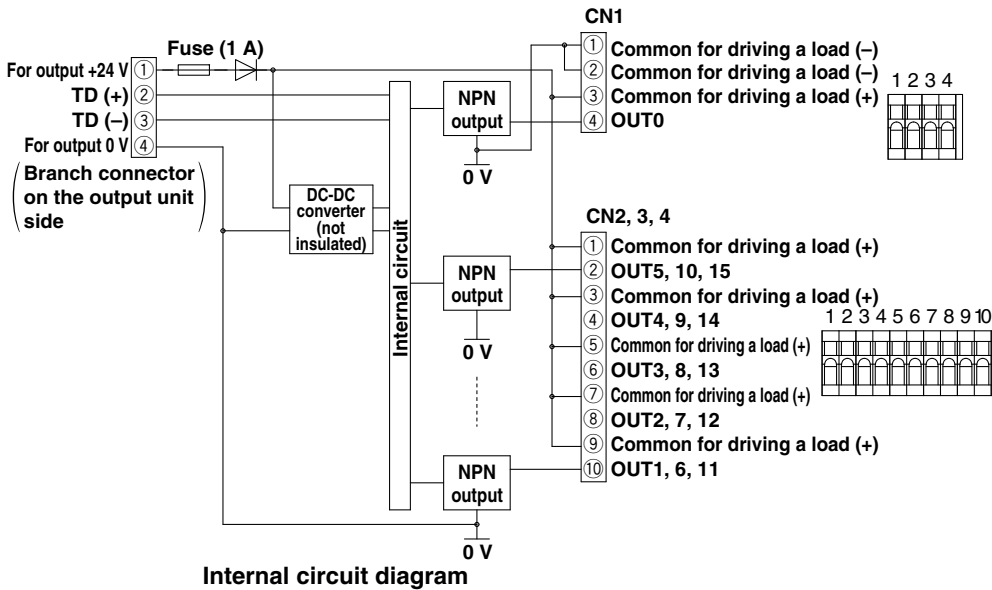 CN1
Fuse (1 A)
For output +24 V ①
TD (+) ②
TD (–) ③
For output 0 V ④
(Branch connector
on the output unit
side)
① Common for driving a load (–)
② Common for driving a load (–)
③ Common for driving a load (+)
④ OUT0
1 2 3 4
NPN
output
0 V
DC-DC
converter
(not
insulated)
Internal circuit
CN2, 3, 4
① Common for driving a load (+)
② OUT5, 10, 15
③ Common for driving a load (+)
④ OUT4, 9, 14
⑤ Common for driving a load (+)
⑥ OUT3, 8, 13
⑦ Common for driving a load (+)
⑧ OUT2, 7, 12
⑨ Common for driving a load (+)
⑩ OUT1, 6, 11
1 2 3 4 5 6 7 8 9 10
NPN
output
0 V
NPN
output
0 V
Internal circuit diagram